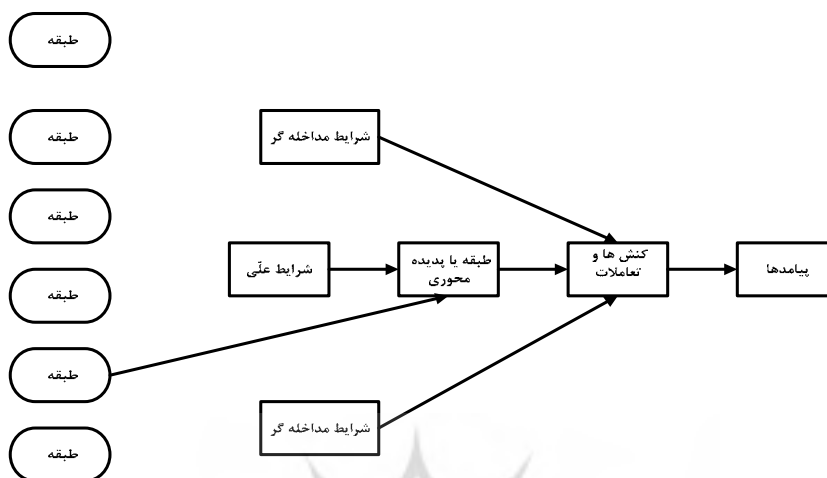 طبقه
طبقه
شرایط مداخله گر
طبقه
شرایط علّی
طبقه یا پدیده
محوری
کنش ها و
تعاملات
پیامدها
طبقه
طبقه
شرایط مداخله گر
طبقه